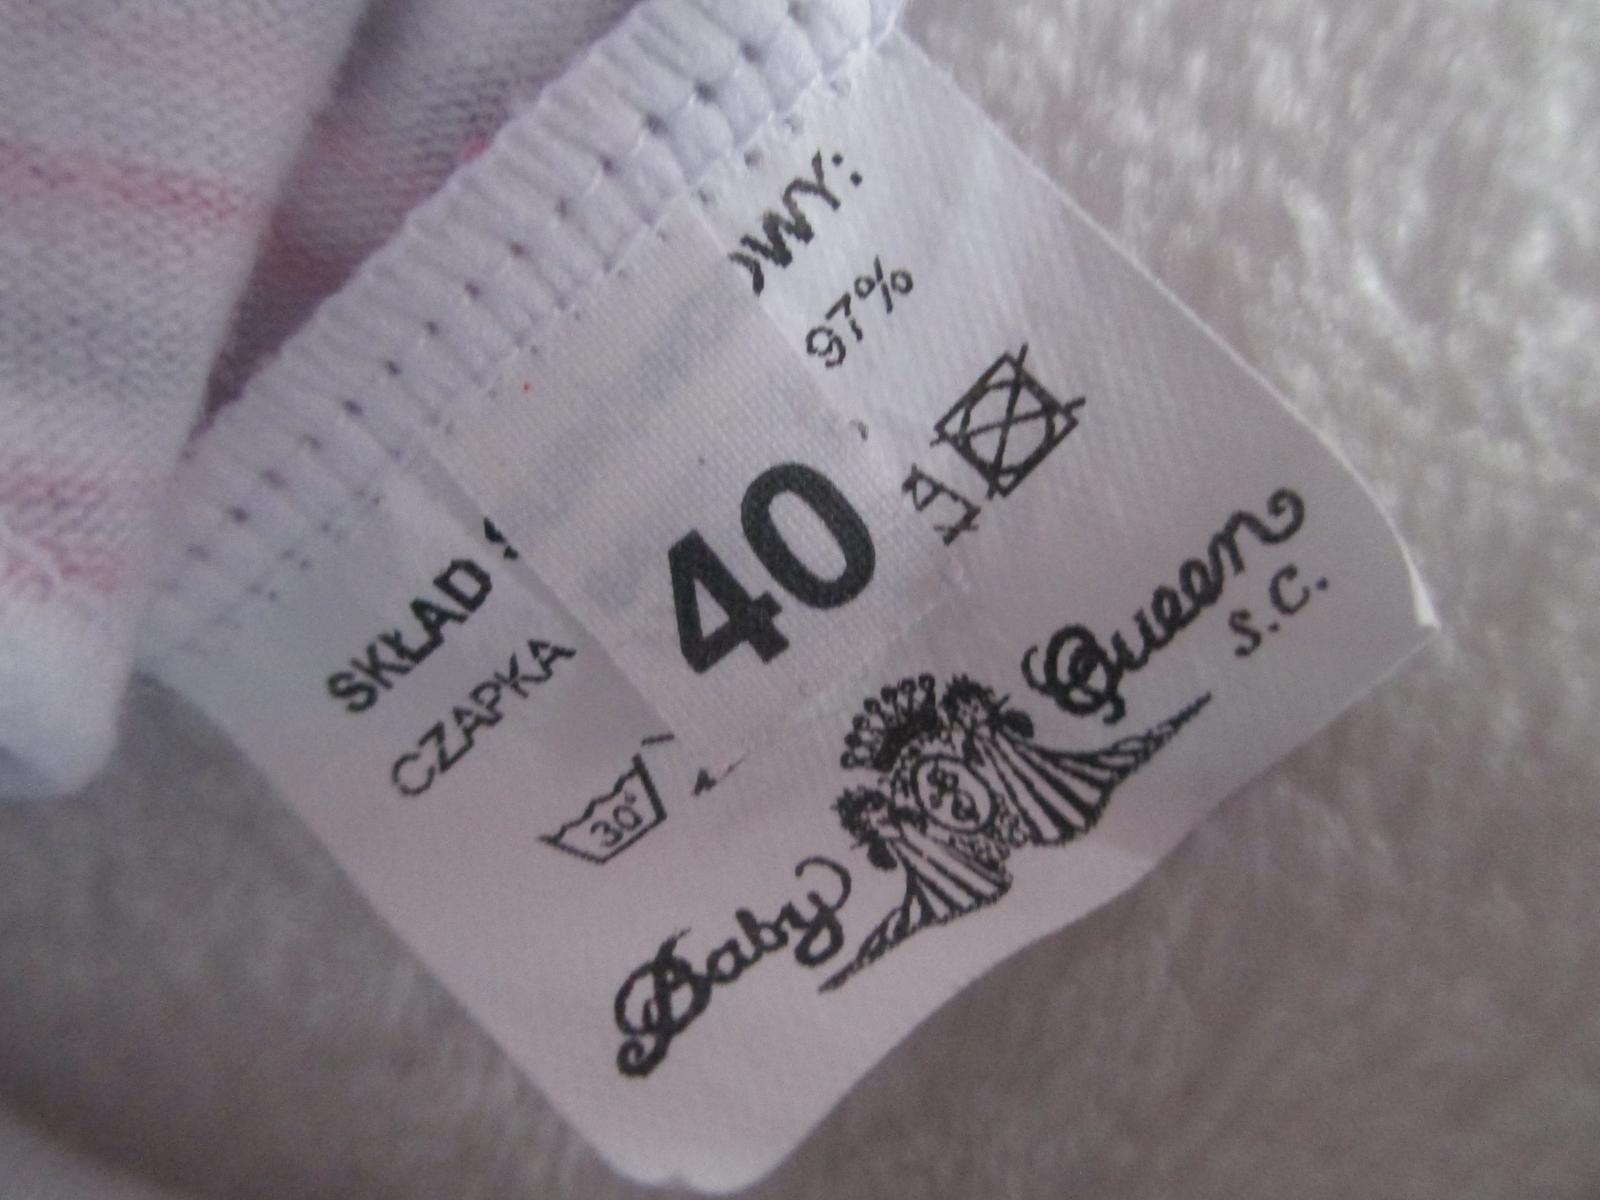 SKŁAD
WY:
CZAPKA 97%
40
30°
Baby Queen
S.C.